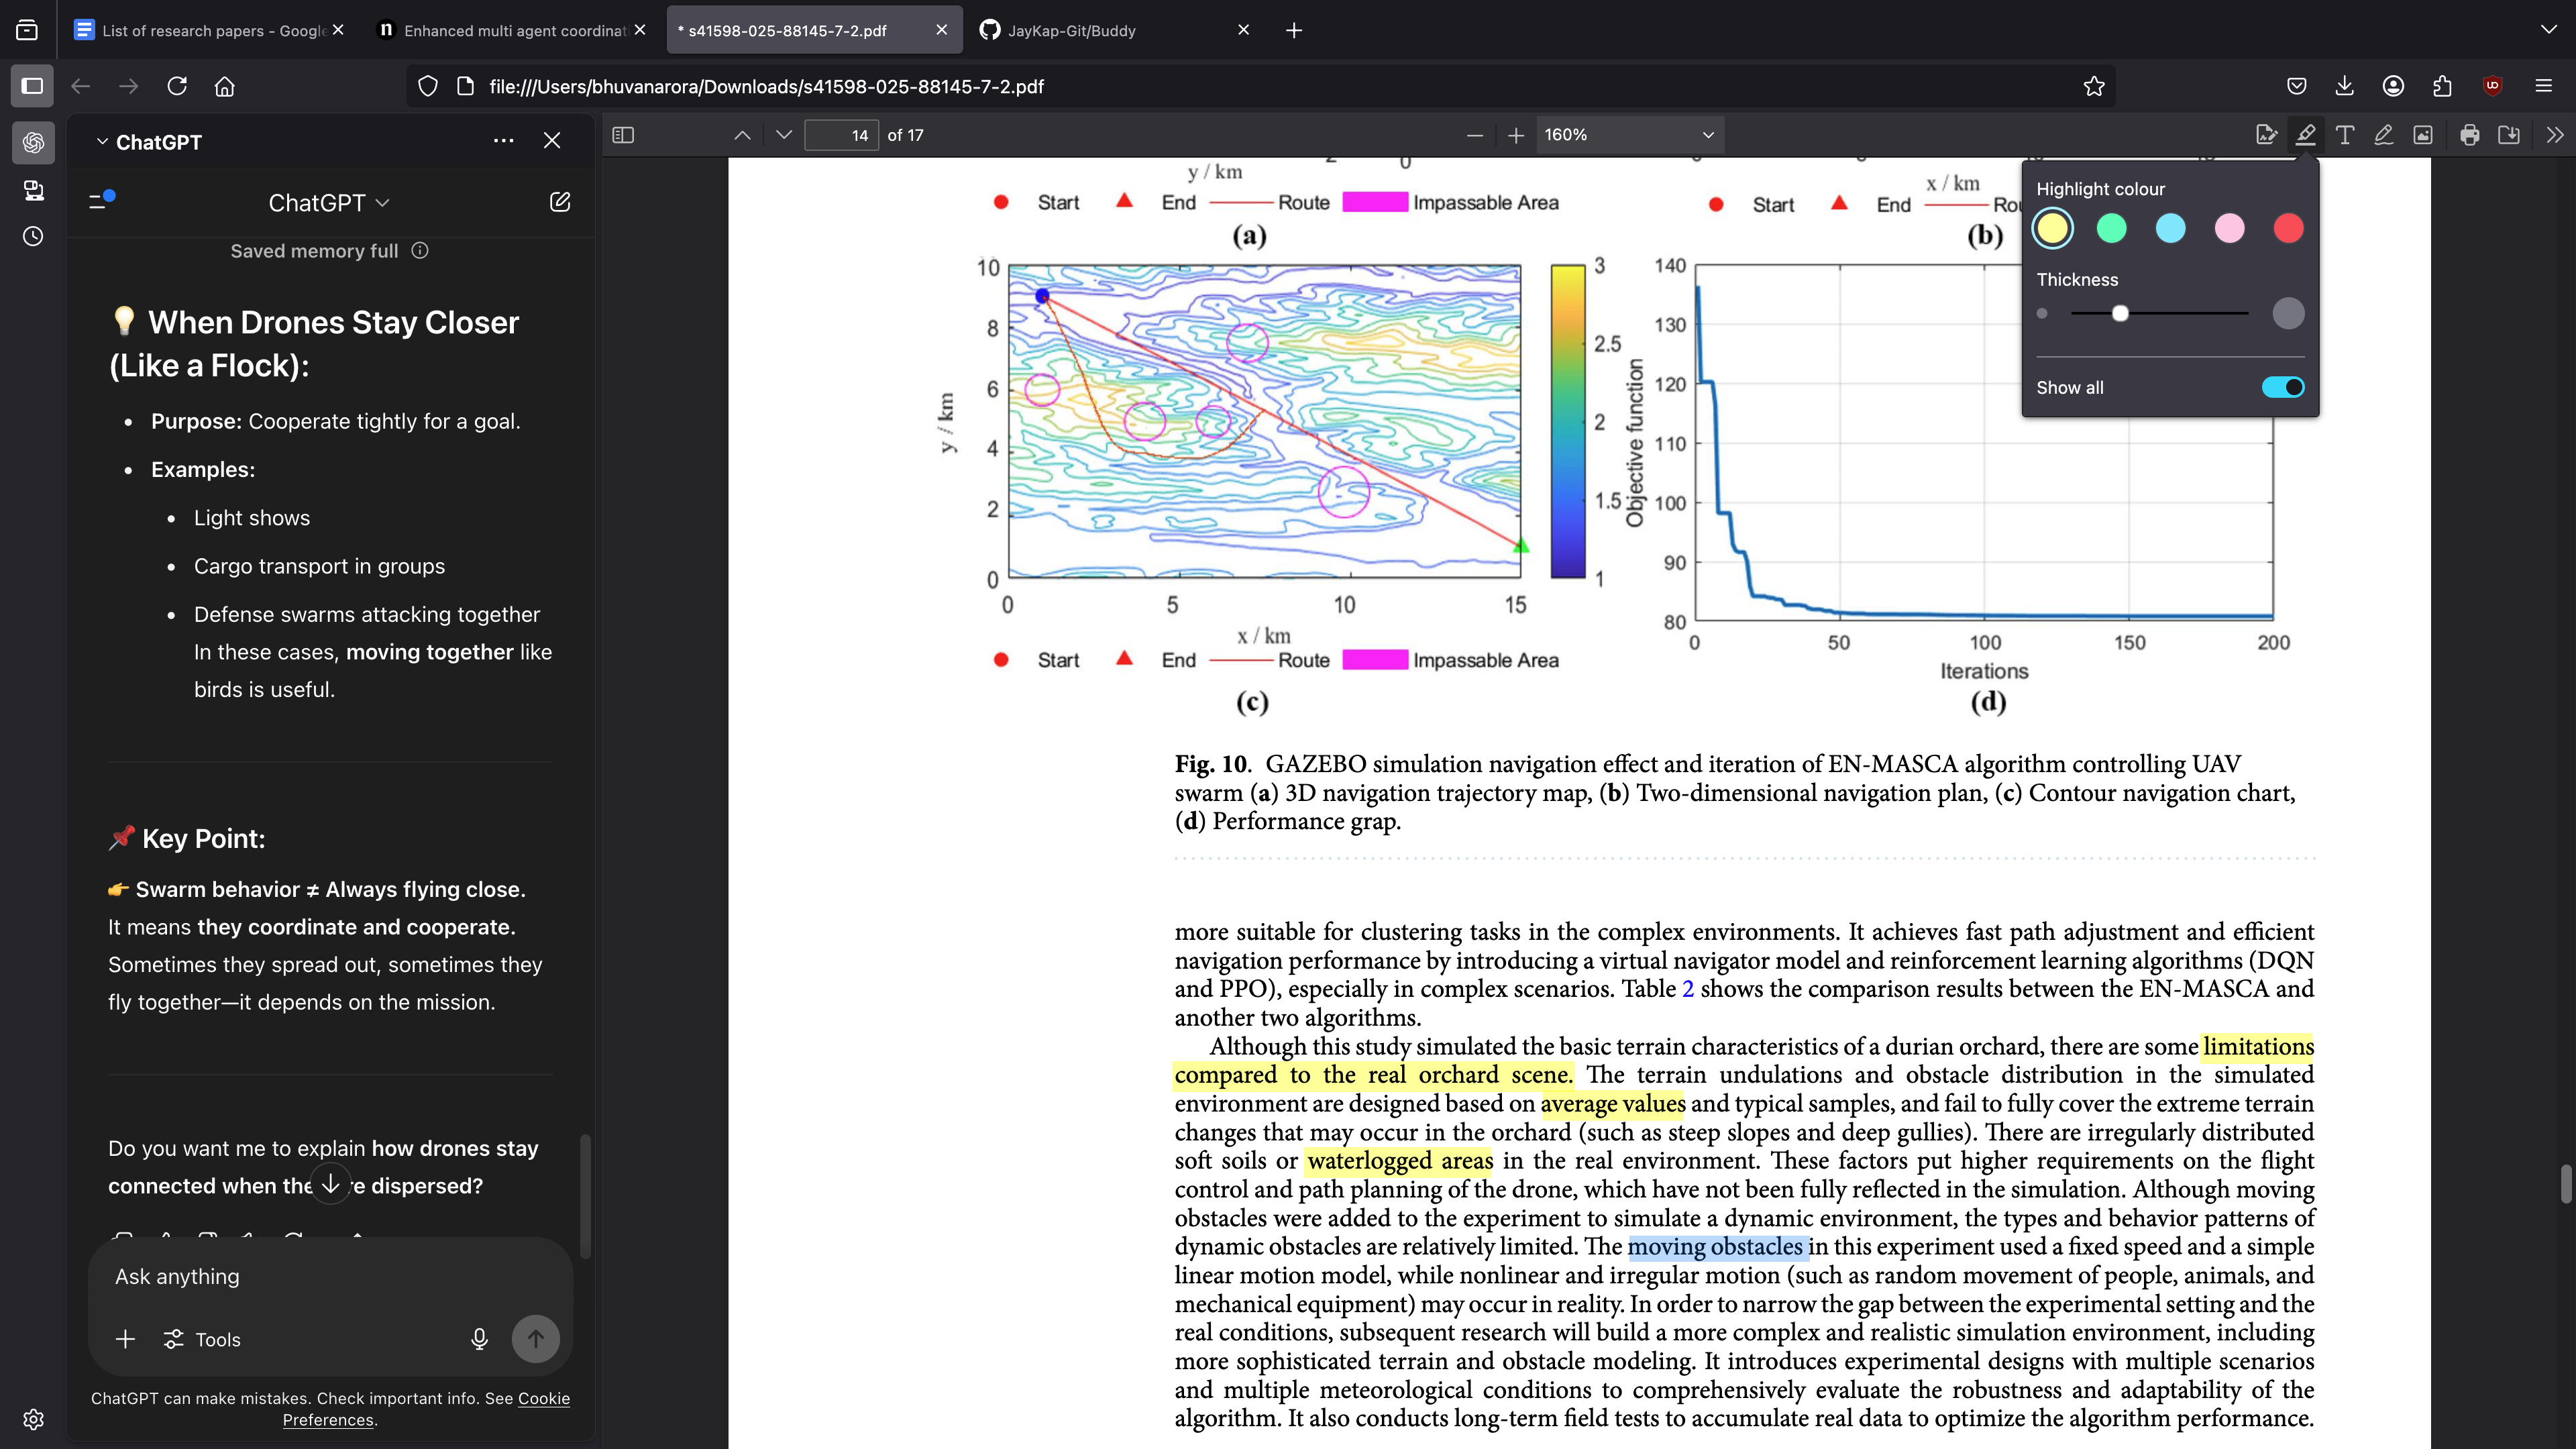 List of research papers - Google
Enhanced multi agent coordinat
* s41598-025-88145-7-2.pdf
JayKap-Git/Buddy
file:///Users/bhuvanarora/Downloads/s41598-025-88145-7-2.pdf
ChatGPT
14 of 17
160%
ChatGPT
Saved memory full
💡 When Drones Stay Closer
(Like a Flock):
• Purpose: Cooperate tightly for a goal.
• Examples:
• Light shows
• Cargo transport in groups
• Defense swarms attacking together
In these cases, moving together like
birds is useful.
📌 Key Point:
👉 Swarm behavior ≠ Always flying close.
It means they coordinate and cooperate.
Sometimes they spread out, sometimes they
fly together—it depends on the mission.
Do you want me to explain how drones stay
connected when the re dispersed?
Ask anything
Tools
ChatGPT can make mistakes. Check important info. See Cookie
Preferences.
Highlight colour
Thickness
Show all
0
y / km
Start End Route Impassable Area
(a)
x / km
Start End Rou
(b)
10
8
6
4
2
0
y / km
0 5 10 15
x / km
3
2.5
2
1.5
1
Start End Route Impassable Area
(c)
140
130
120
110
100
90
80
Objective function
0 50 100 150 200
Iterations
(d)
Fig. 10. GAZEBO simulation navigation effect and iteration of EN-MASCA algorithm controlling UAV
swarm (a) 3D navigation trajectory map, (b) Two-dimensional navigation plan, (c) Contour navigation chart,
(d) Performance grap.
more suitable for clustering tasks in the complex environments. It achieves fast path adjustment and efficient
navigation performance by introducing a virtual navigator model and reinforcement learning algorithms (DQN
and PPO), especially in complex scenarios. Table 2 shows the comparison results between the EN-MASCA and
another two algorithms.
Although this study simulated the basic terrain characteristics of a durian orchard, there are some limitations
compared to the real orchard scene. The terrain undulations and obstacle distribution in the simulated
environment are designed based on average values and typical samples, and fail to fully cover the extreme terrain
changes that may occur in the orchard (such as steep slopes and deep gullies). There are irregularly distributed
soft soils or waterlogged areas in the real environment. These factors put higher requirements on the flight
control and path planning of the drone, which have not been fully reflected in the simulation. Although moving
obstacles were added to the experiment to simulate a dynamic environment, the types and behavior patterns of
dynamic obstacles are relatively limited. The moving obstacles in this experiment used a fixed speed and a simple
linear motion model, while nonlinear and irregular motion (such as random movement of people, animals, and
mechanical equipment) may occur in reality. In order to narrow the gap between the experimental setting and the
real conditions, subsequent research will build a more complex and realistic simulation environment, including
more sophisticated terrain and obstacle modeling. It introduces experimental designs with multiple scenarios
and multiple meteorological conditions to comprehensively evaluate the robustness and adaptability of the
algorithm. It also conducts long-term field tests to accumulate real data to optimize the algorithm performance.